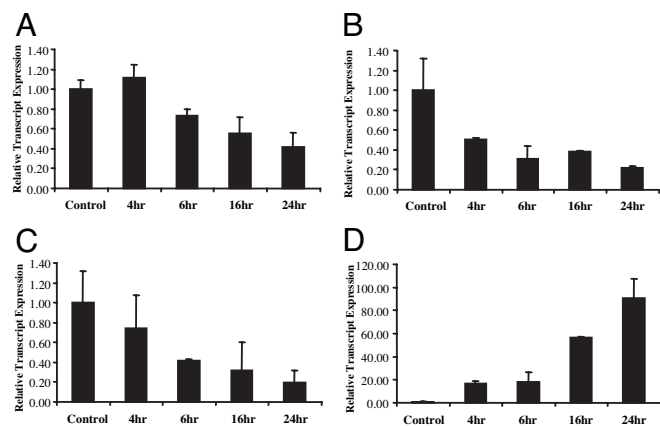 A
Relative Transcript Expression
1.40
1.20
1.00
0.80
0.60
0.40
0.20
0.00
Control 4hr 6hr 16hr 24hr
B
Relative Transcript Expression
1.40
1.20
1.00
0.80
0.60
0.40
0.20
0.00
Control 4hr 6hr 16hr 24hr
C
Relative Transcript Expression
1.40
1.20
1.00
0.80
0.60
0.40
0.20
0.00
Control 4hr 6hr 16hr 24hr
D
Relative Transcript Expression
120.00
100.00
80.00
60.00
40.00
20.00
0.00
Control 4hr 6hr 16hr 24hr